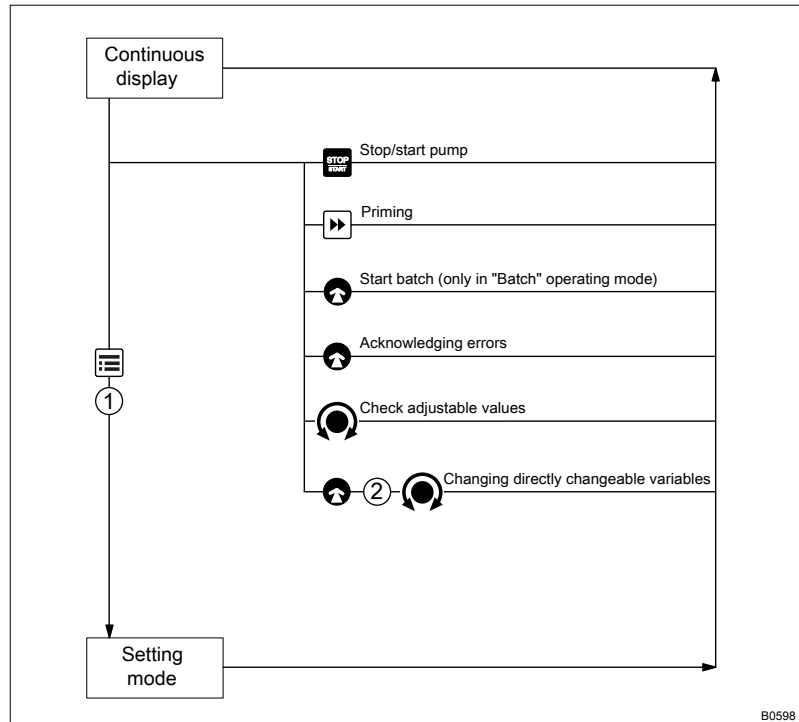 Continuous
display
STOP
START
Stop/start pump
Priming
Start batch (only in "Batch" operating mode)
Acknowledging errors
1
Check adjustable values
2
Changing directly changeable variables
Setting
mode
B0598